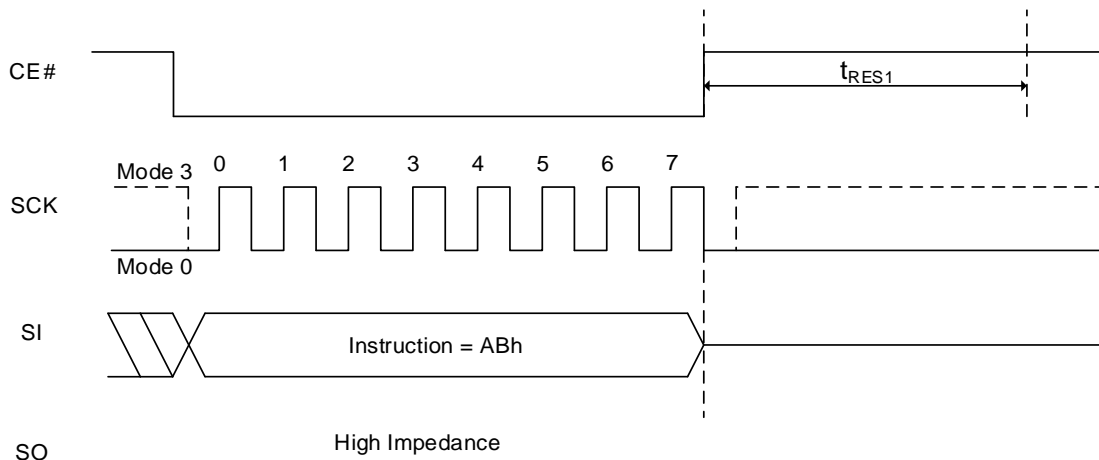 CE#
tRES1
Mode 3
0 1 2 3 4 5 6 7
SCK
Mode 0
SI
Instruction = ABh
SO
High Impedance